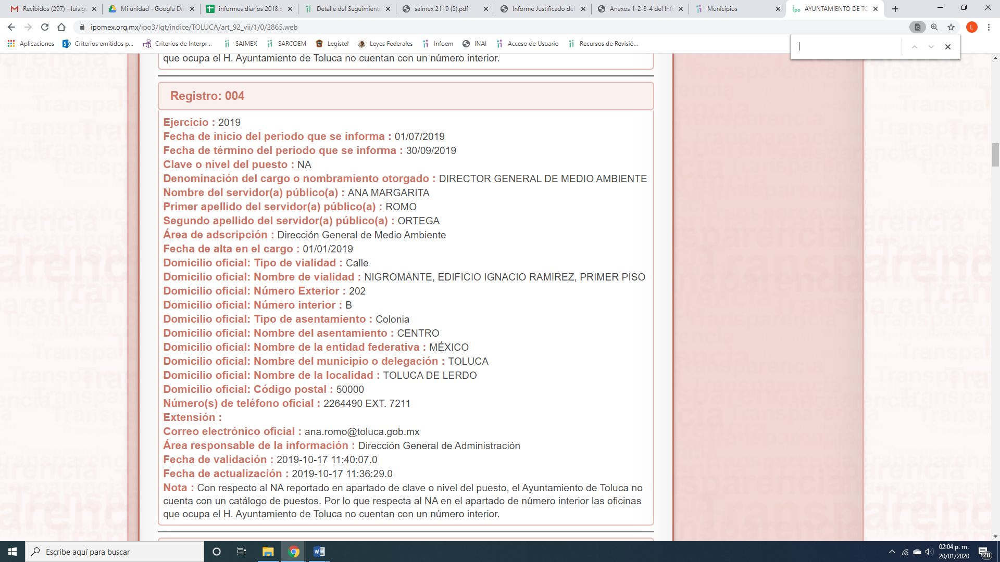 Recibidos (297) - luis.gu
Mi unidad - Google Dri
informes diarios 2018.x
Detalle del Seguimiento
saimex 2119 (5).pdf
Informe Justificado del
Anexos 1-2-3-4 del Info
Municipios
AYUNTAMIENTO DE TO
ipomex.org.mx/ipo3/lgt/indice/TOLUCA/art_92_vii/1/0/2865.web
L
Aplicaciones
Criterios emitidos p...
Criterios de Interpr...
SAIMEX
SARCOEM
Legistel
Leyes Federales
Infoem
INAI
Acceso de Usuario
Recursos de Revisió...
que ocupa el H. Ayuntamiento de Toluca no cuentan con un número interior.
Registro: 004
Ejercicio : 2019
Fecha de inicio del periodo que se informa : 01/07/2019
Fecha de término del periodo que se informa : 30/09/2019
Clave o nivel del puesto : NA
Denominación del cargo o nombramiento otorgado : DIRECTOR GENERAL DE MEDIO AMBIENTE
Nombre del servidor(a) público(a) : ANA MARGARITA
Primer apellido del servidor(a) público(a) : ROMO
Segundo apellido del servidor(a) público(a) : ORTEGA
Área de adscripción : Dirección General de Medio Ambiente
Fecha de alta en el cargo : 01/01/2019
Domicilio oficial: Tipo de vialidad : Calle
Domicilio oficial: Nombre de vialidad : NIGROMANTE, EDIFICIO IGNACIO RAMIREZ, PRIMER PISO
Domicilio oficial: Número Exterior : 202
Domicilio oficial: Número interior : B
Domicilio oficial: Tipo de asentamiento : Colonia
Domicilio oficial: Nombre del asentamiento : CENTRO
Domicilio oficial: Nombre de la entidad federativa : MÉXICO
Domicilio oficial: Nombre del municipio o delegación : TOLUCA
Domicilio oficial: Nombre de la localidad : TOLUCA DE LERDO
Domicilio oficial: Código postal : 50000
Número(s) de teléfono oficial : 2264490 EXT. 7211
Extensión :
Correo electrónico oficial : ana.romo@toluca.gob.mx
Área responsable de la información : Dirección General de Administración
Fecha de validación : 2019-10-17 11:40:07.0
Fecha de actualización : 2019-10-17 11:36:29.0
Nota : Con respecto al NA reportado en apartado de clave o nivel del puesto, el Ayuntamiento de Toluca no
cuenta con un catálogo de puestos. Por lo que respecta al NA en el apartado de número interior las oficinas
que ocupa el H. Ayuntamiento de Toluca no cuentan con un número interior.
Escribe aquí para buscar
02:04 p. m.
20/01/2020
28